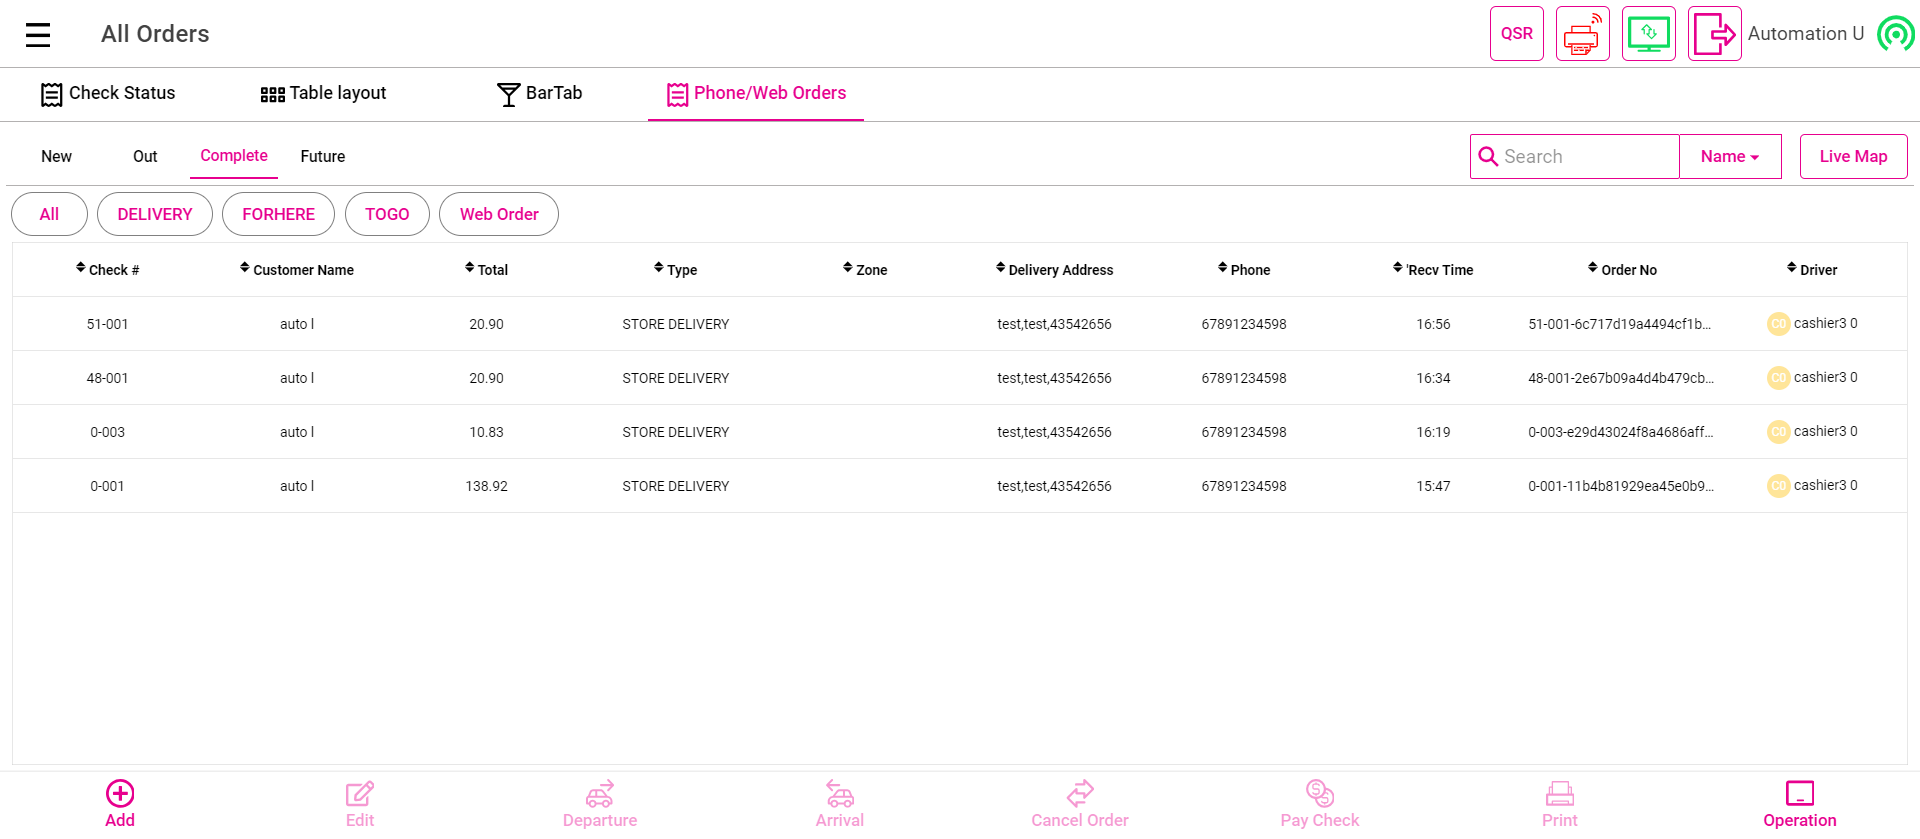 All Orders
QSR
Automation U
Check Status
Table layout
BarTab
Phone/Web Orders
New
Out
Complete
Future
Search
Name
Live Map
All
DELIVERY
FORHERE
TOGO
Web Order
Check # Customer Name Total Type Zone Delivery Address Phone 'Recv Time Order No Driver
51-001 auto l 20.90 STORE DELIVERY test,test,43542656 67891234598 16:56 51-001-6c717d19a4494cf1b... C0 cashier3 0
48-001 auto l 20.90 STORE DELIVERY test,test,43542656 67891234598 16:34 48-001-2e67b09a4d4b479cb... C0 cashier3 0
0-003 auto l 10.83 STORE DELIVERY test,test,43542656 67891234598 16:19 0-003-e29d43024f8a4686aff... C0 cashier3 0
0-001 auto l 138.92 STORE DELIVERY test,test,43542656 67891234598 15:47 0-001-11b4b81929ea45e0b9... C0 cashier3 0
Add
Edit
Departure
Arrival
Cancel Order
Pay Check
Print
Operation